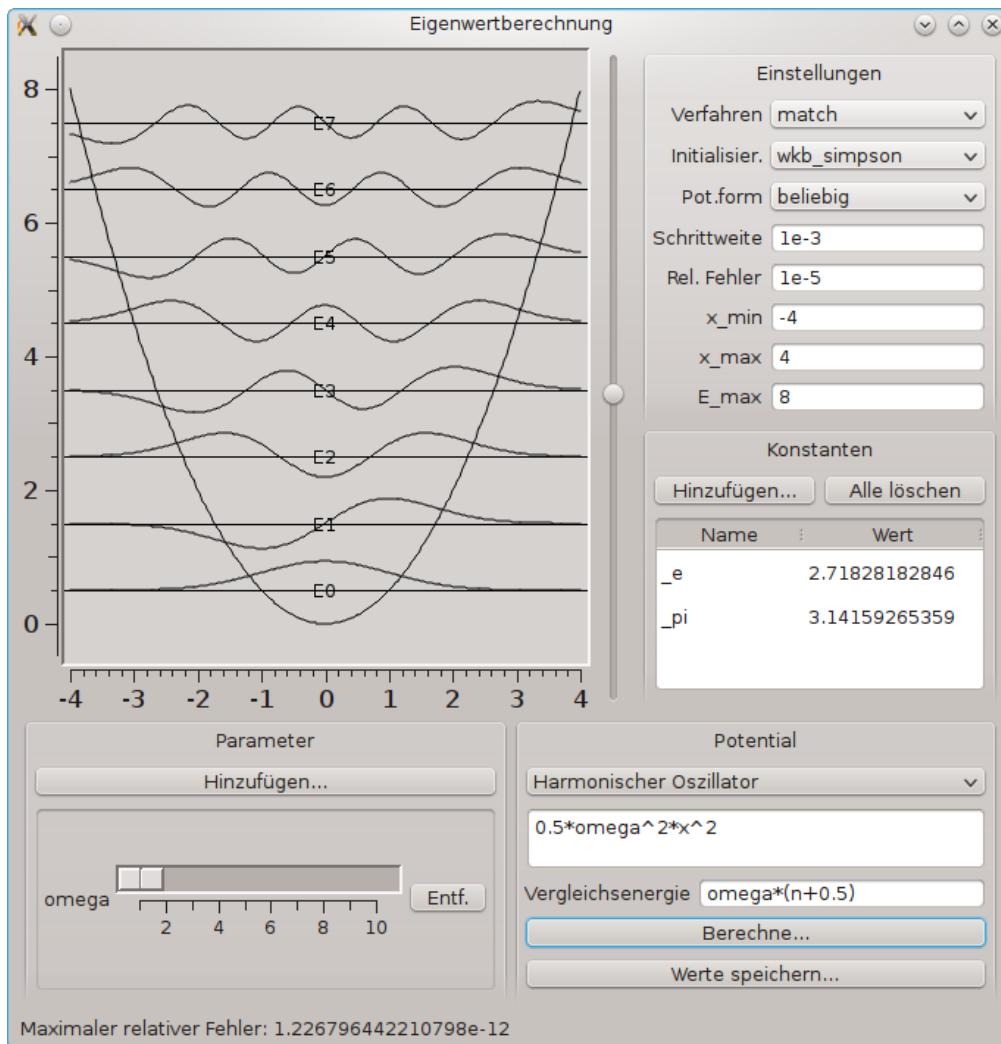 Eigenwertberechnung
8
6
4
2
0
E7
E6
E5
E4
E3
E2
E1
E0
-4 -3 -2 -1 0 1 2 3 4
Einstellungen
Verfahren match
Initialisier. wkb_simpson
Pot.form beliebig
Schrittweite 1e-3
Rel. Fehler 1e-5
x_min -4
x_max 4
E_max 8
Konstanten
Hinzufügen... Alle löschen
Name Wert
_e 2.71828182846
_pi 3.14159265359
Parameter
Hinzufügen...
omega Entf.
2 4 6 8 10
Potential
Harmonischer Oszillator
0.5*omega^2*x^2
Vergleichsenergie omega*(n+0.5)
Berechne...
Werte speichern...
Maximaler relativer Fehler: 1.226796442210798e-12